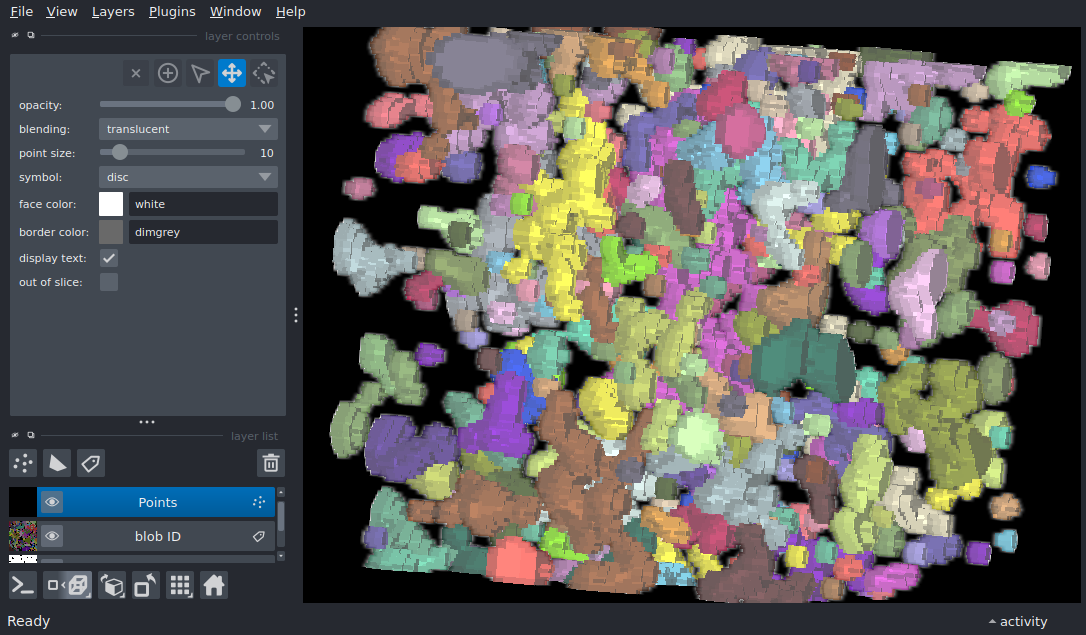 File View Layers Plugins Window Help
layer controls
opacity: 1.00
blending: translucent
point size: 10
symbol: disc
face color: white
border color: dimgrey
display text:
out of slice:
layer list
Points
blob ID
Ready activity